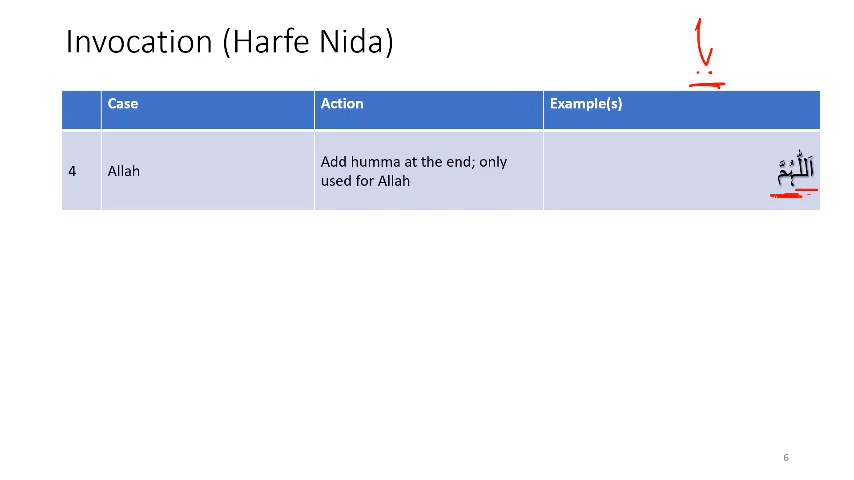 Invocation (Harfe Nida)
يا
Case Action Example(s)
4 Allah Add humma at the end; only
used for Allah
اَللّٰهُمَّ
6